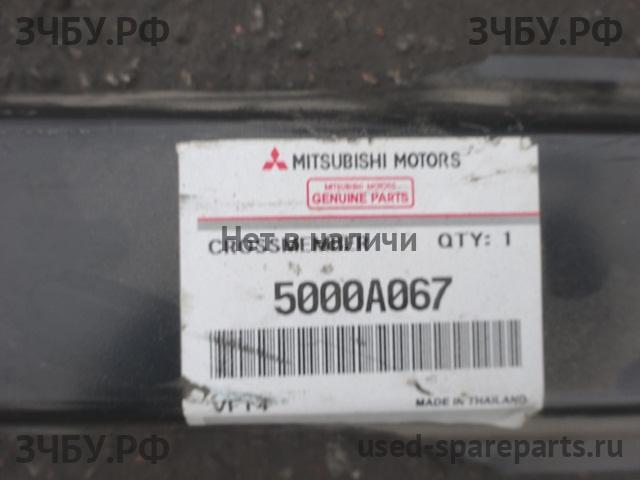 ЗЧБУ.РФ ЗЧБУ.РФ
MITSUBISHI MOTORS
MITSUBISHI MOTORS
GENUINE PARTS
Нет в наличи
CROSSMEMBER QTY: 1
5000A067
MADE IN THAILAND
ЗЧБУ.РФ used-spareparts.ru